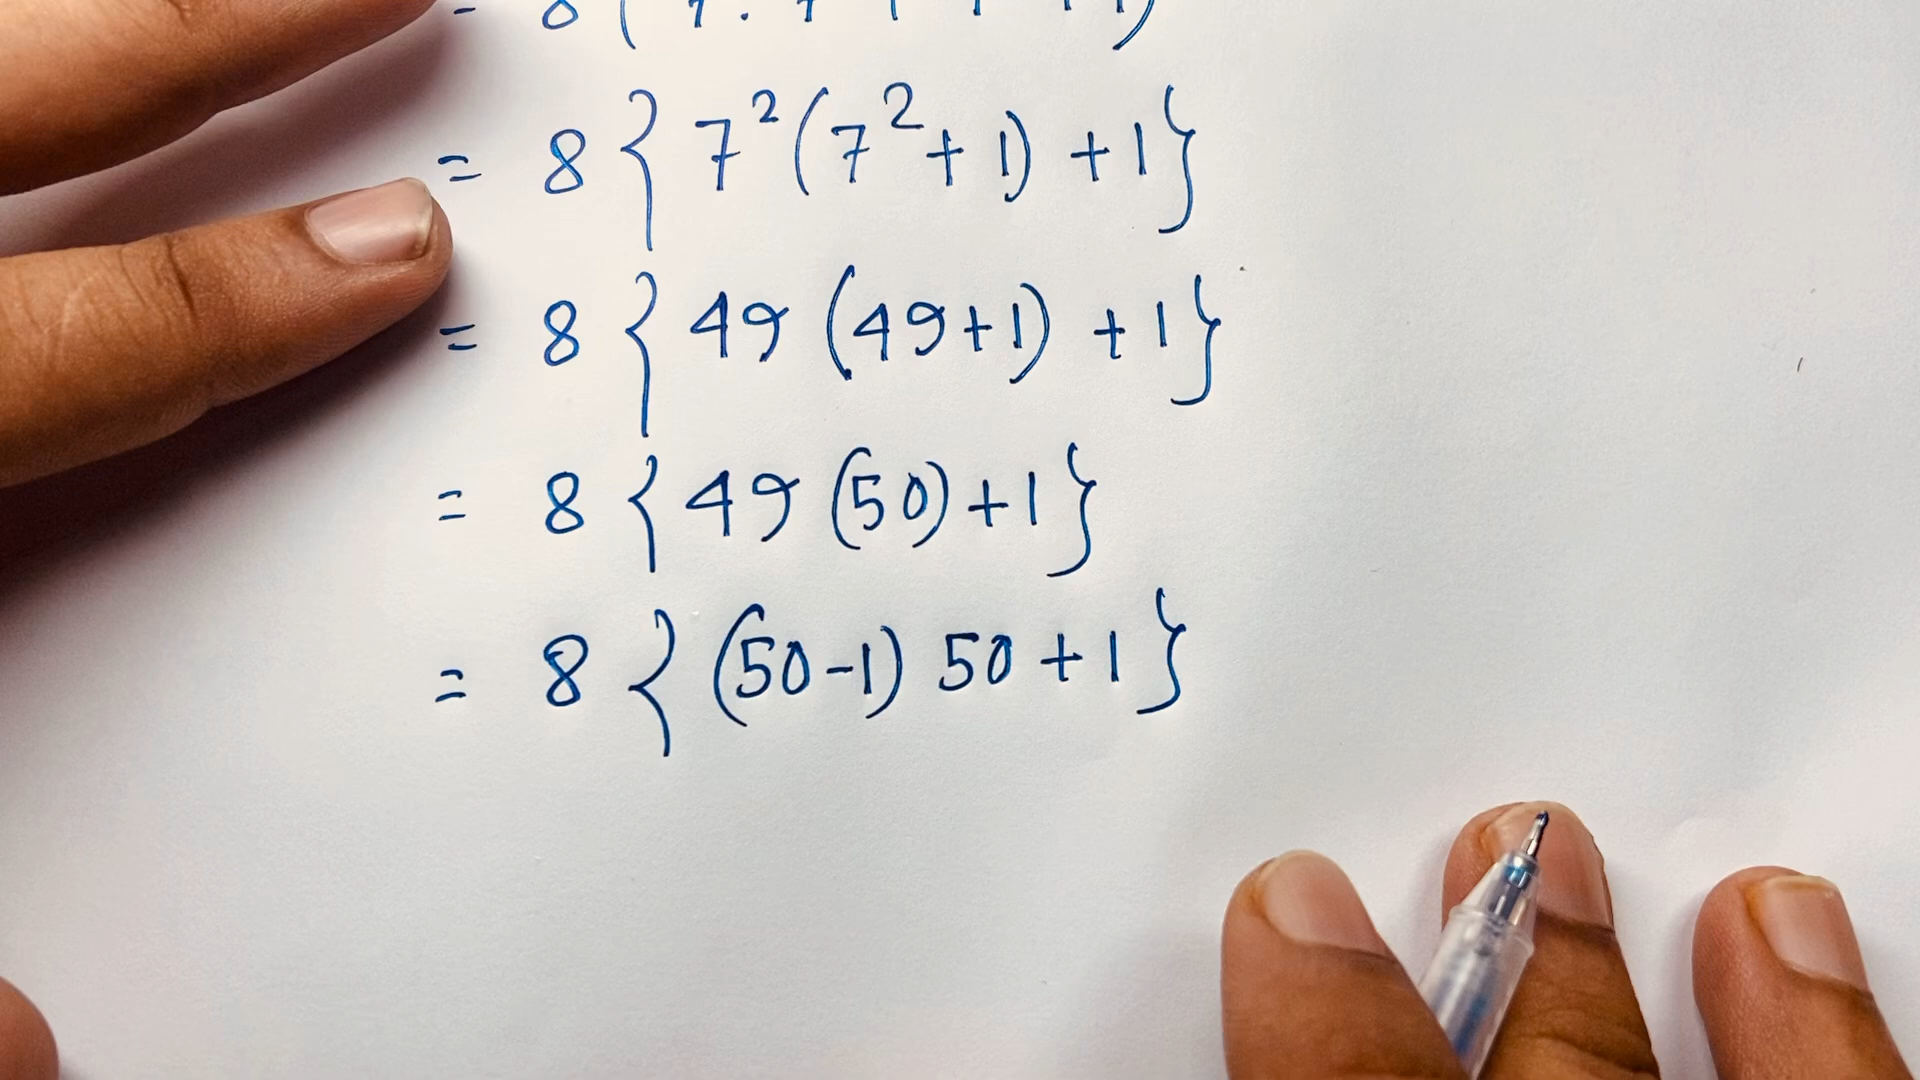 = 8 { 7² (7² + 1) + 1 }
= 8 { 49 (49 + 1) + 1 }
= 8 { 49 (50) + 1 }
= 8 { (50 - 1) 50 + 1 }